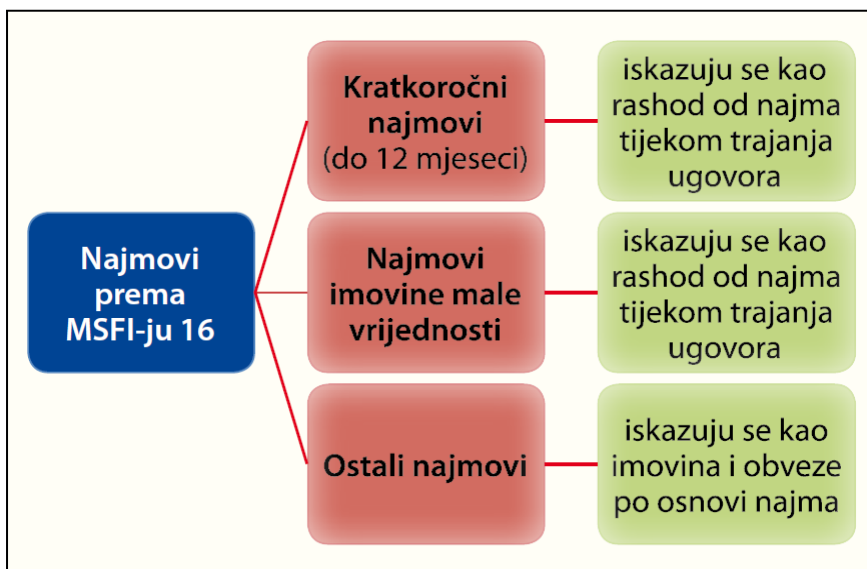 Najmovi
prema
MSFI-ju 16
Kratkoročni
najmovi
(do 12 mjeseci)
iskazuju se kao
rashod od najma
tijekom trajanja
ugovora
Najmovi
imovine male
vrijednosti
iskazuju se kao
rashod od najma
tijekom trajanja
ugovora
Ostali najmovi
iskazuju se kao
imovina i obveze
po osnovi najma